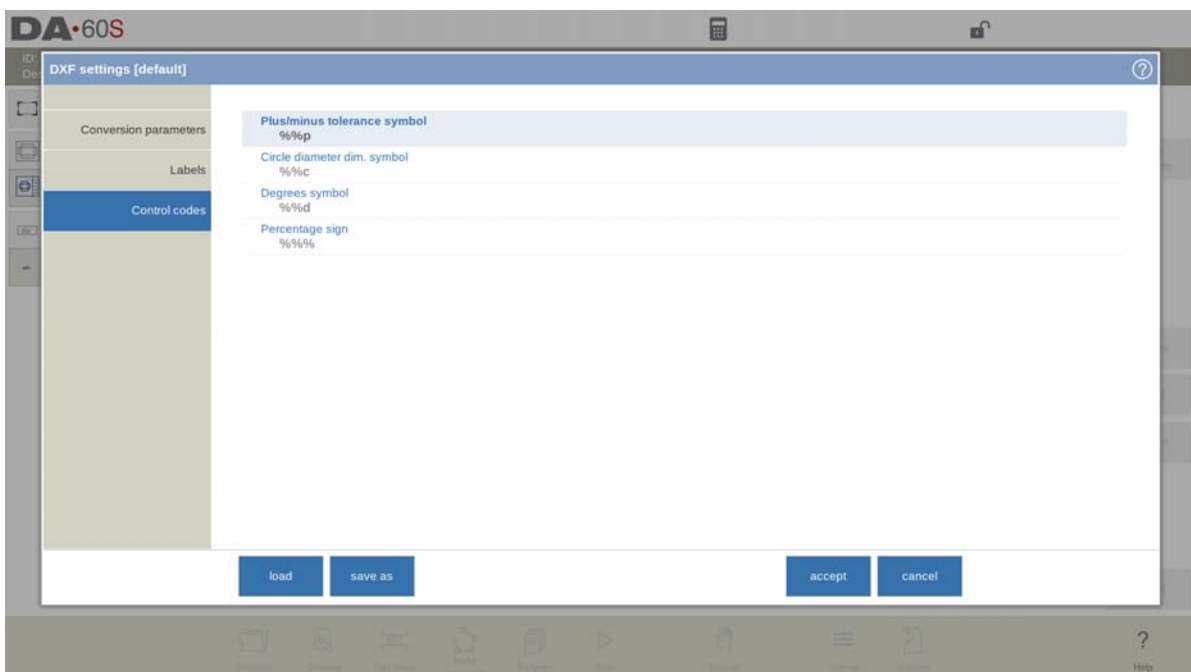 DA•60S
ID:
DXF settings [default]
?
Conversion parameters
Labels
Control codes
Plus/minus tolerance symbol
%%p
Circle diameter dim. symbol
%%c
Degrees symbol
%%d
Percentage sign
%%%
load
save as
accept
cancel
?
Help